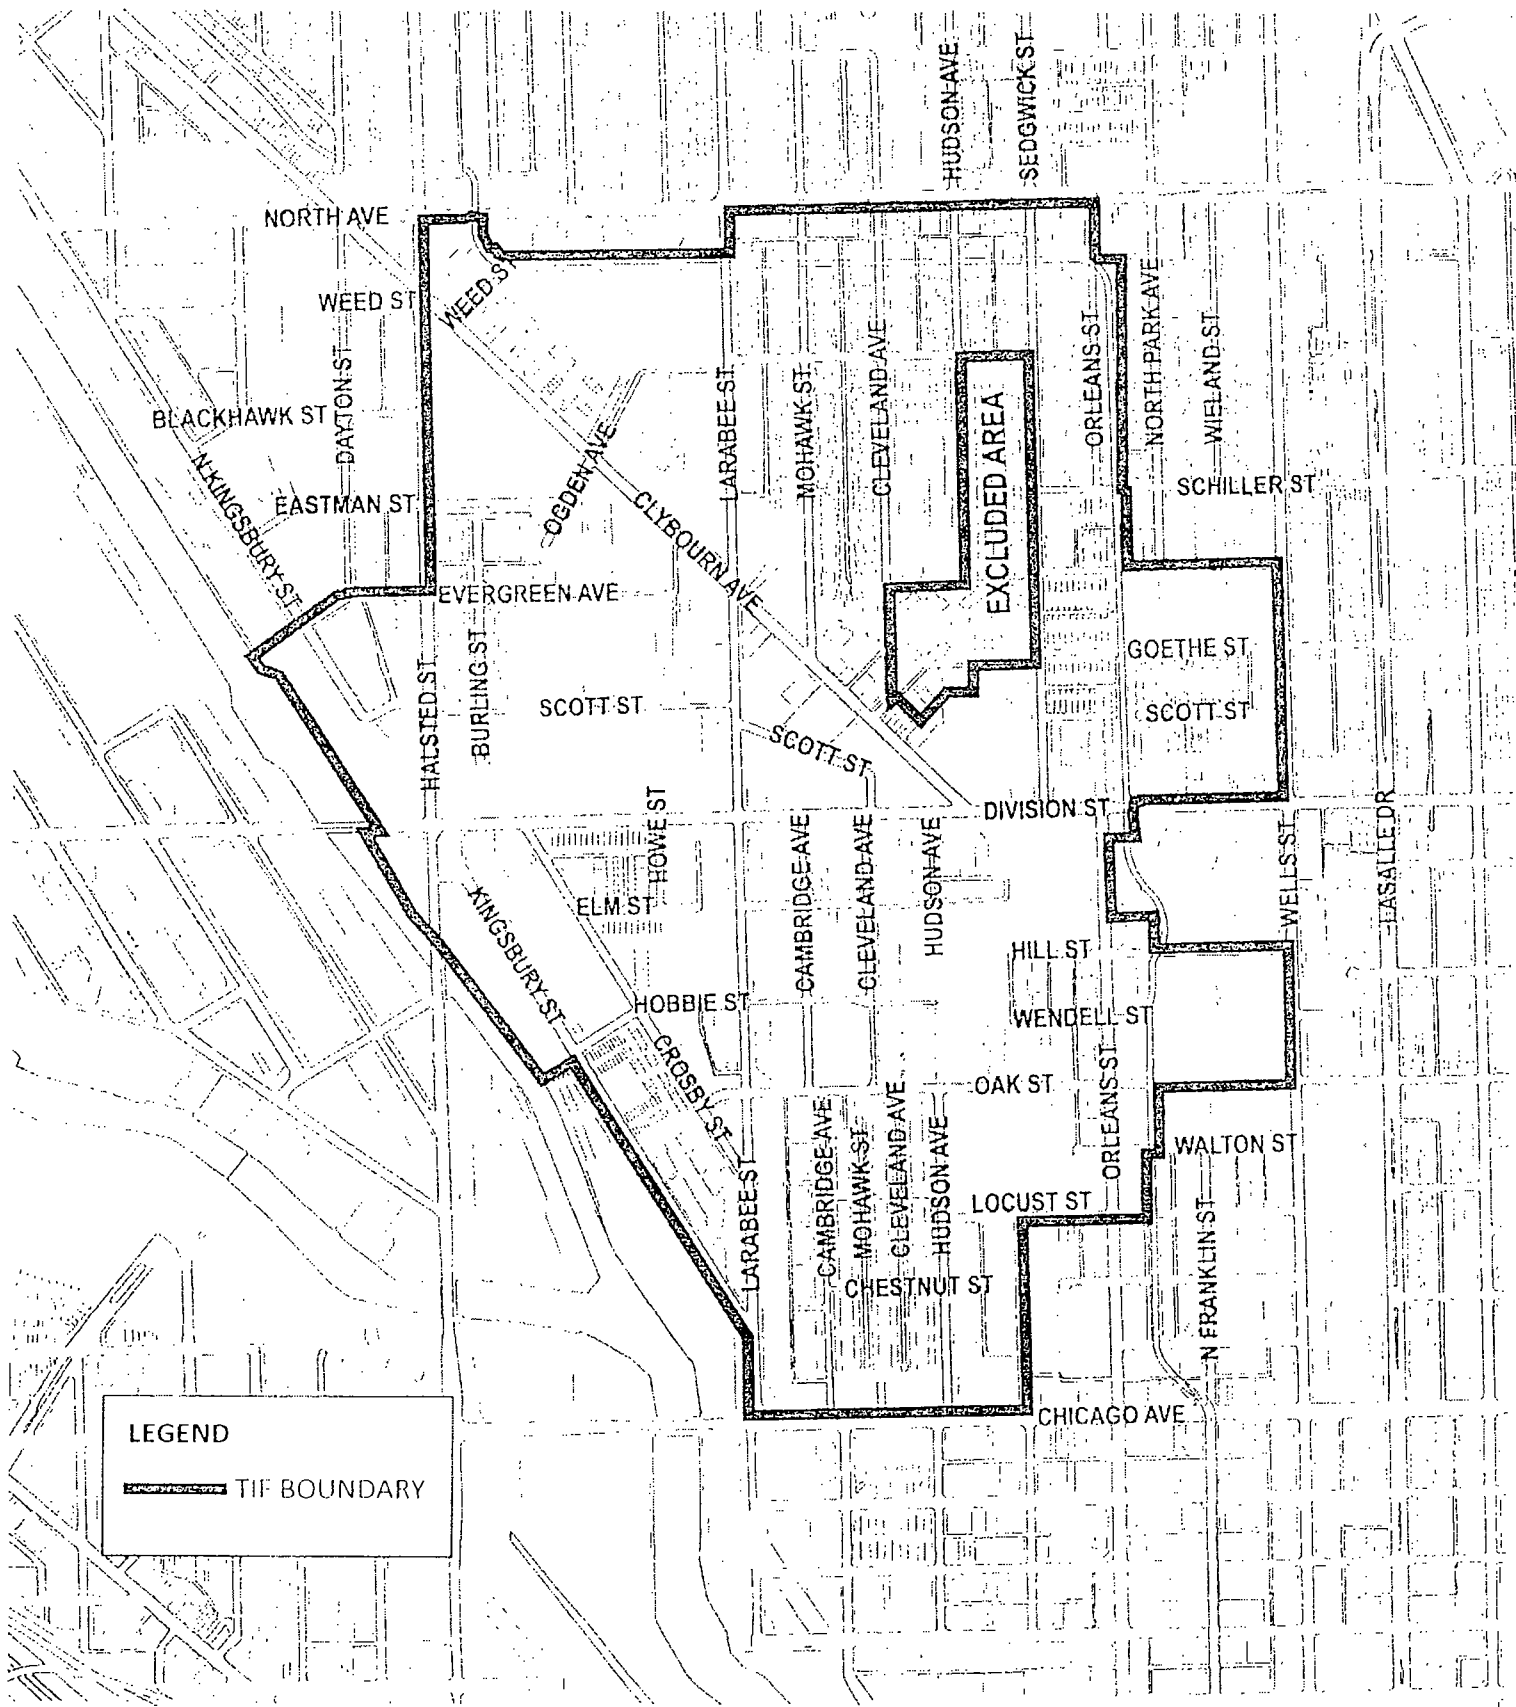 HUDSON AVE
SEDGWICK ST
NORTH AVE
WEED ST
WEED ST
DAYTON ST
BLACKHAWK ST
N KINGSBURY ST
EASTMAN ST
OGDEN AVE
CLYBOURN AVE
LARABEE ST
MOHAWK ST
CLEVELAND AVE
EXCLUDED AREA
ORLEANS ST
NORTH PARK AVE
WIELAND ST
SCHILLER ST
EVERGREEN AVE
HALSTED ST
BURLING ST
SCOTT ST
SCOTT ST
GOETHE ST
SCOTT ST
DIVISION ST
HOWE ST
CAMBRIDGE AVE
CLEVELAND AVE
HUDSON AVE
WELLS ST
LASALLE DR
KINGSBURY ST
ELM ST
HILL ST
HOBBIE ST
WENDELL ST
CROSBY ST
OAK ST
ORLEANS ST
WALTON ST
LARABEE ST
CAMBRIDGE AVE
MOHAWK ST
CLEVELAND AVE
HUDSON AVE
LOCUST ST
CHESTNUT ST
N FRANKLIN ST
CHICAGO AVE
LEGEND
TIF BOUNDARY